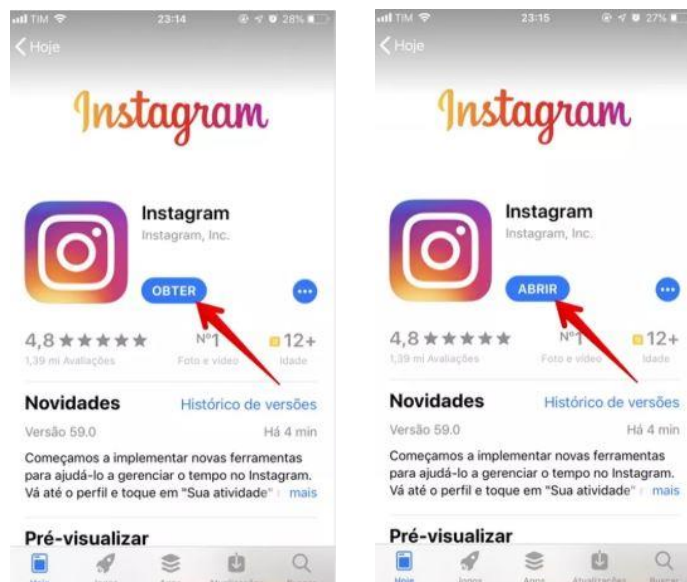 TIM 23:14 28%
Hoje
Instagram
Instagram
Instagram, Inc.
OBTER
4,8 Nº1 12+
1,39 mi Avaliações Foto e vídeo Idade
Novidades Histórico de versões
Versão 59.0 Há 4 min
Começamos a implementar novas ferramentas
para ajudá-lo a gerenciar o tempo no Instagram.
Vá até o perfil e toque em "Sua atividade" mais
Pré-visualizar
TIM 23:15 27%
Hoje
Instagram
Instagram
Instagram, Inc.
ABRIR
4,8 Nº1 12+
1,39 mi Avaliações Foto e vídeo Idade
Novidades Histórico de versões
Versão 59.0 Há 4 min
Começamos a implementar novas ferramentas
para ajudá-lo a gerenciar o tempo no Instagram.
Vá até o perfil e toque em "Sua atividade" mais
Pré-visualizar
Hoje